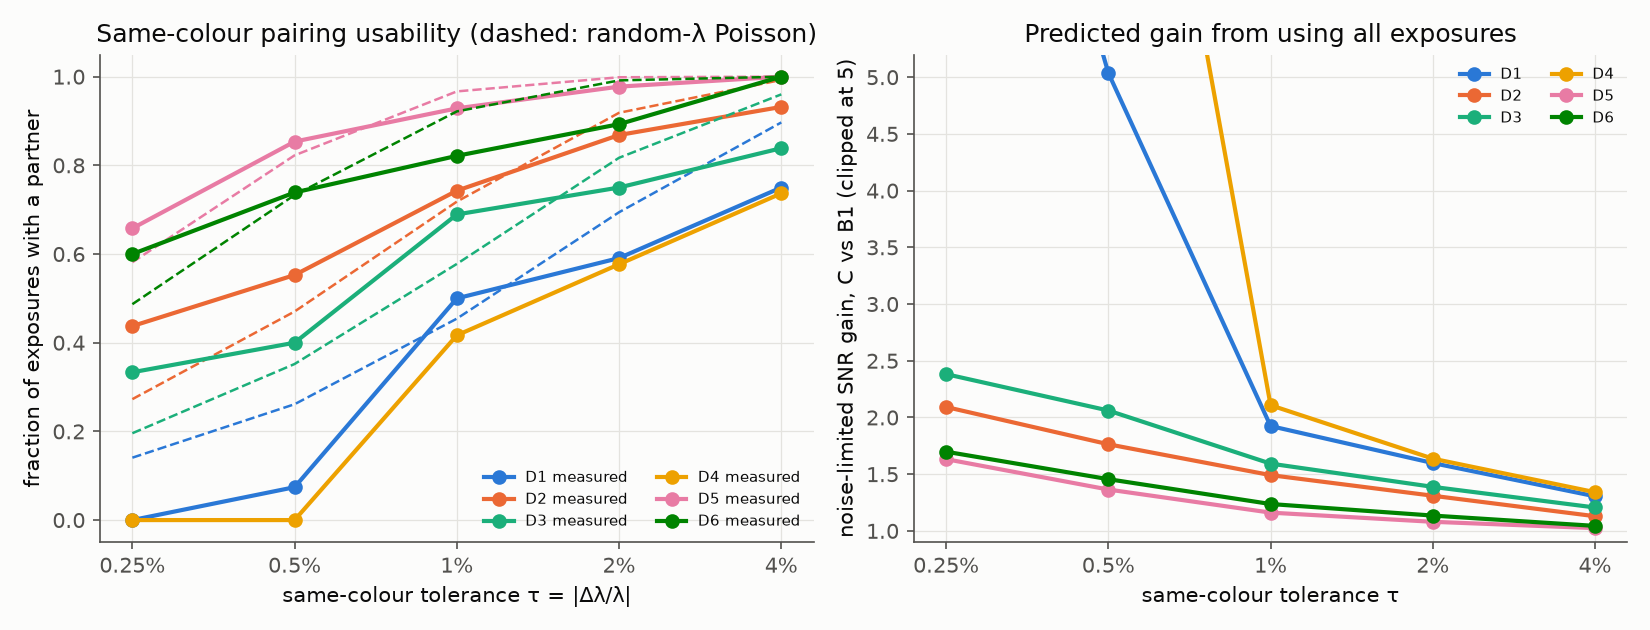 Same-colour pairing usability (dashed: random-λ Poisson)
fraction of exposures with a partner
1.0
0.8
0.6
0.4
0.2
0.0
D1 measured
D2 measured
D3 measured
D4 measured
D5 measured
D6 measured
0.25%
0.5%
1%
2%
4%
same-colour tolerance τ = |Δλ/λ|
Predicted gain from using all exposures
noise-limited SNR gain, C vs B1 (clipped at 5)
5.0
4.5
4.0
3.5
3.0
2.5
2.0
1.5
1.0
D1
D2
D3
D4
D5
D6
0.25%
0.5%
1%
2%
4%
same-colour tolerance τ